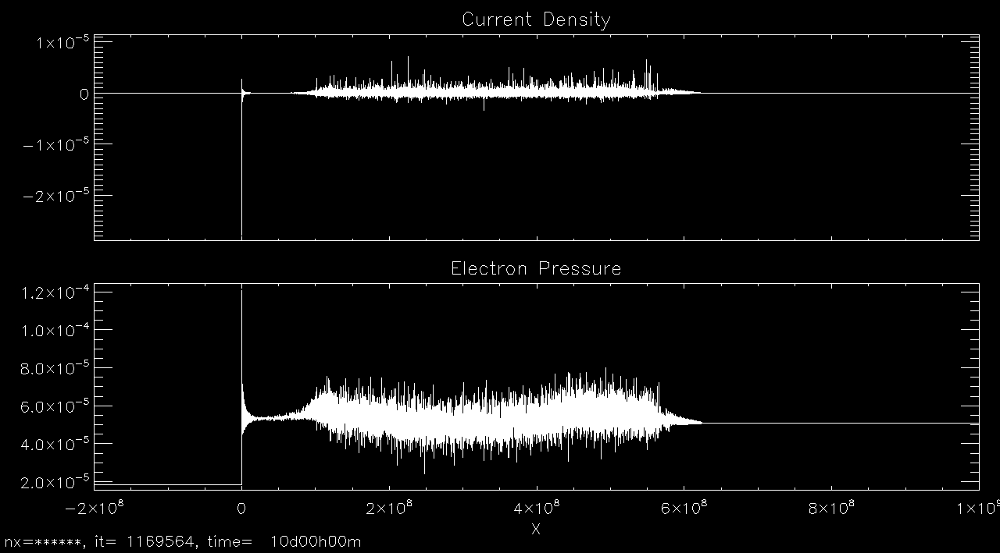 Current Density
1×10⁻⁵
0
−1×10⁻⁵
−2×10⁻⁵
Electron Pressure
1.2×10⁻⁴
1.0×10⁻⁴
8.0×10⁻⁵
6.0×10⁻⁵
4.0×10⁻⁵
2.0×10⁻⁵
−2×10⁸ 0 2×10⁸ 4×10⁸ 6×10⁸ 8×10⁸ 1×10⁹
X
nx=******, it= 1169564, time= 10d00h00m